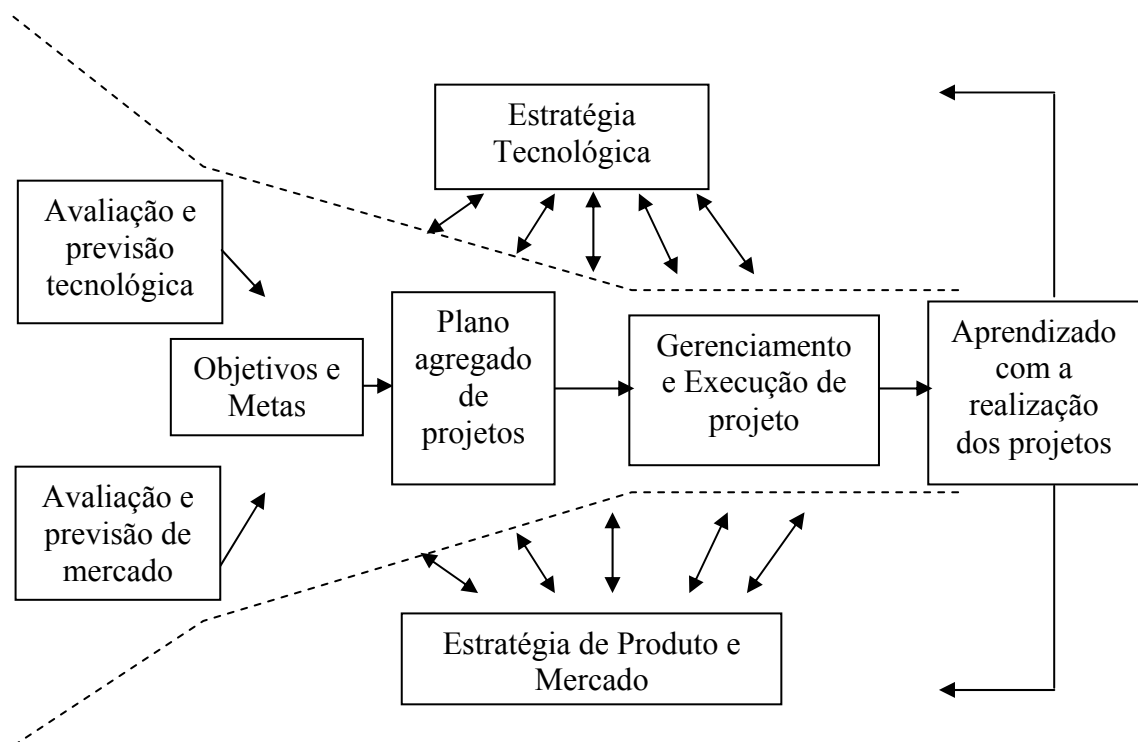 Estratégia
Tecnológica
Avaliação e
previsão
tecnológica
Objetivos e
Metas
Plano
agregado
de
projetos
Gerenciamento
e Execução de
projeto
Aprendizado
com a
realização
dos projetos
Avaliação e
previsão de
mercado
Estratégia de Produto e
Mercado